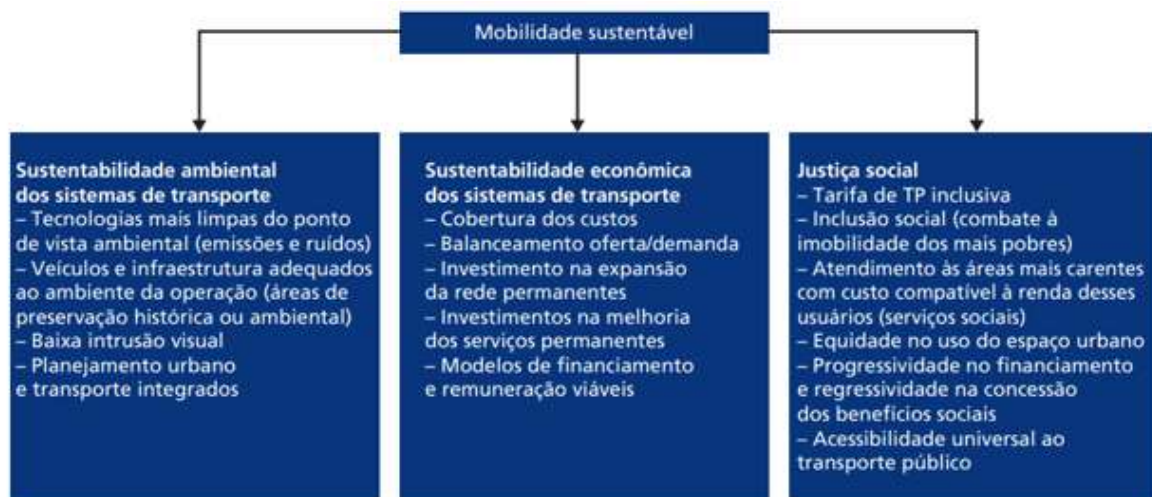 Mobilidade sustentável
Sustentabilidade ambiental
dos sistemas de transporte
– Tecnologias mais limpas do ponto
de vista ambiental (emissões e ruídos)
– Veículos e infraestrutura adequados
ao ambiente da operação (áreas de
preservação histórica ou ambiental)
– Baixa intrusão visual
– Planejamento urbano
e transporte integrados
Sustentabilidade econômica
dos sistemas de transporte
– Cobertura dos custos
– Balanceamento oferta/demanda
– Investimento na expansão
da rede permanentes
– Investimentos na melhoria
dos serviços permanentes
– Modelos de financiamento
e remuneração viáveis
Justiça social
– Tarifa de TP inclusiva
– Inclusão social (combate à
imobilidade dos mais pobres)
– Atendimento às áreas mais carentes
com custo compatível à renda desses
usuários (serviços sociais)
– Equidade no uso do espaço urbano
– Progressividade no financiamento
e regressividade na concessão
dos benefícios sociais
– Acessibilidade universal ao
transporte público